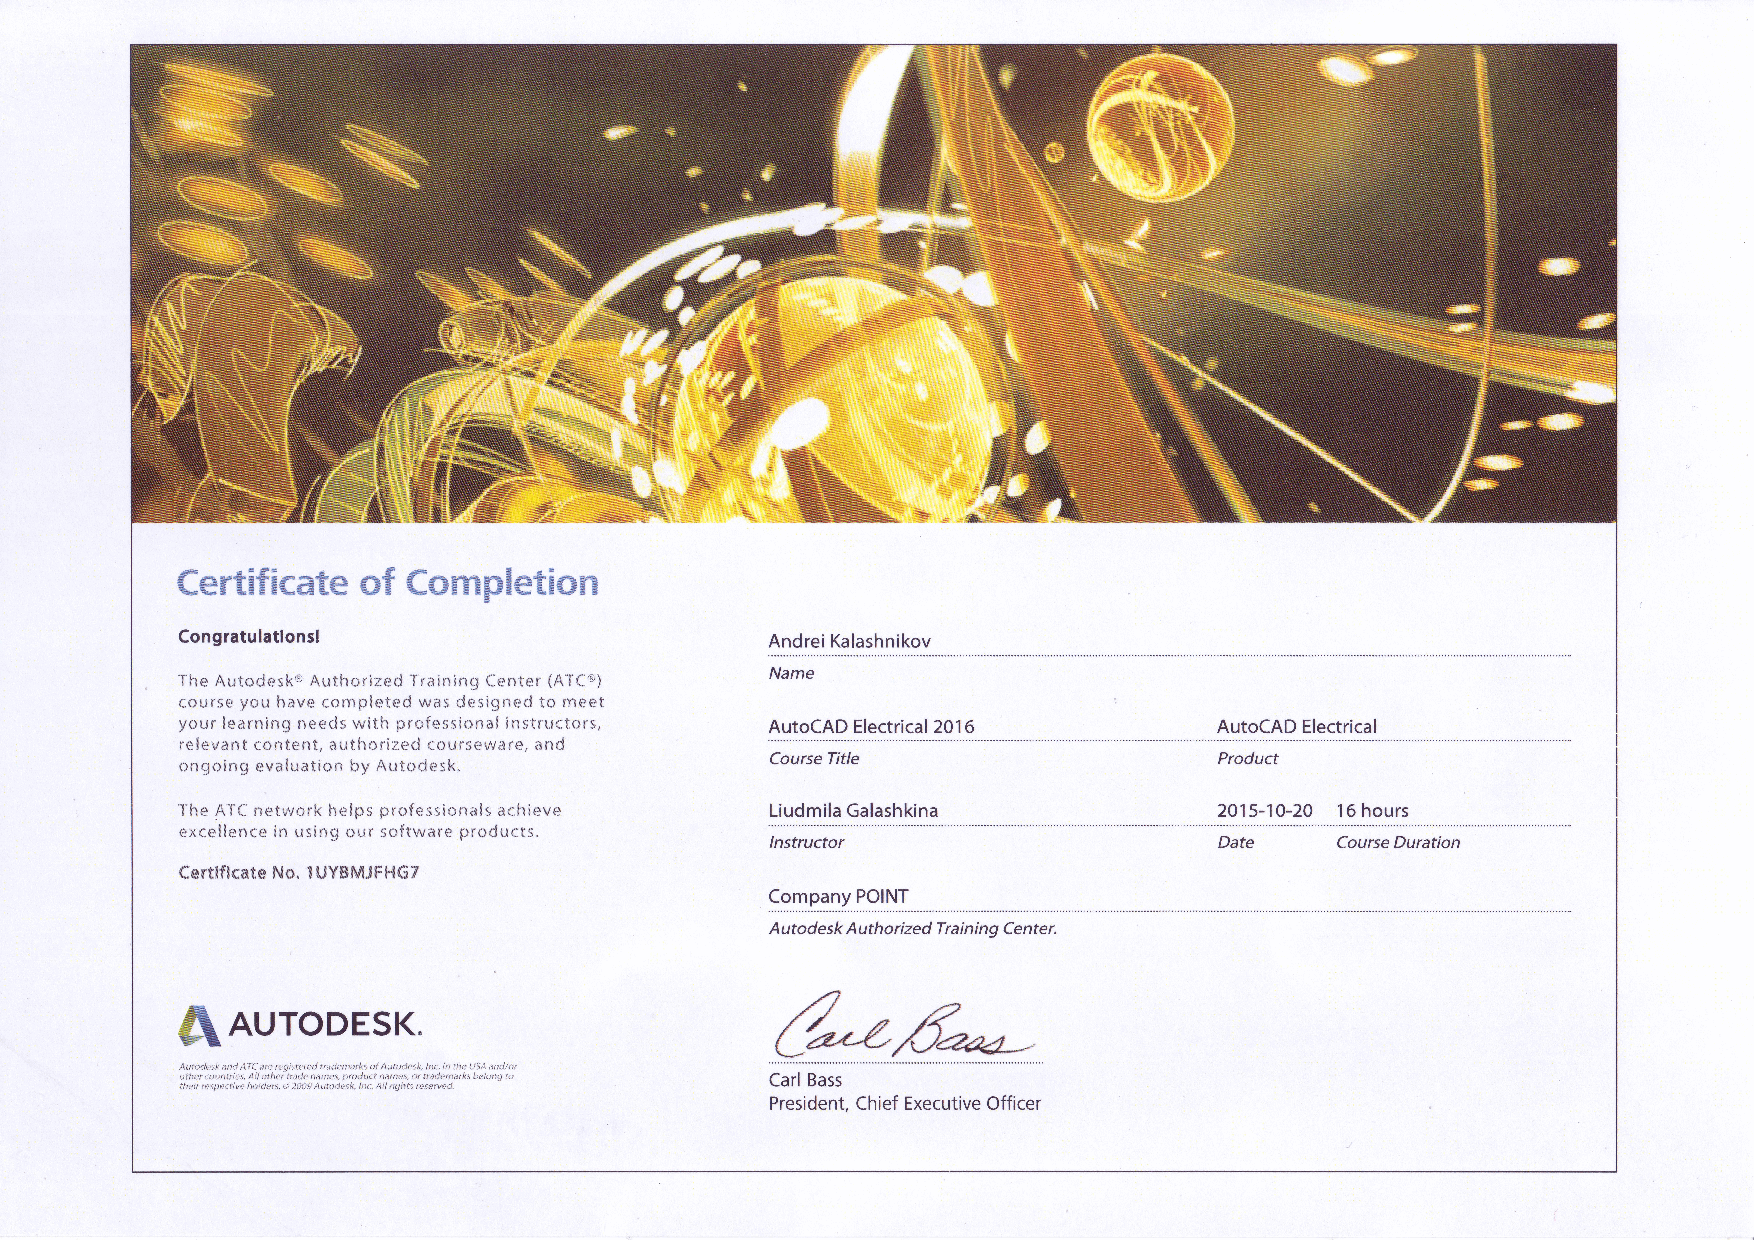 Certificate of Completion
Congratulations!
The Autodesk® Authorized Training Center (ATC®)
course you have completed was designed to meet
your learning needs with professional instructors,
relevant content, authorized courseware, and
ongoing evaluation by Autodesk.
The ATC network helps professionals achieve
excellence in using our software products.
Certificate No. 1UYBMJFHG7
Andrei Kalashnikov
Name
AutoCAD Electrical 2016 AutoCAD Electrical
Course Title Product
Liudmila Galashkina 2015-10-20 16 hours
Instructor Date Course Duration
Company POINT
Autodesk Authorized Training Center.
AUTODESK.
Autodesk and ATC are registered trademarks of Autodesk, Inc. in the USA and/or
other countries. All other trade names, product names, or trademarks belong to
their respective holders. © 2009 Autodesk, Inc. All rights reserved.
Carl Bass
Carl Bass
President, Chief Executive Officer